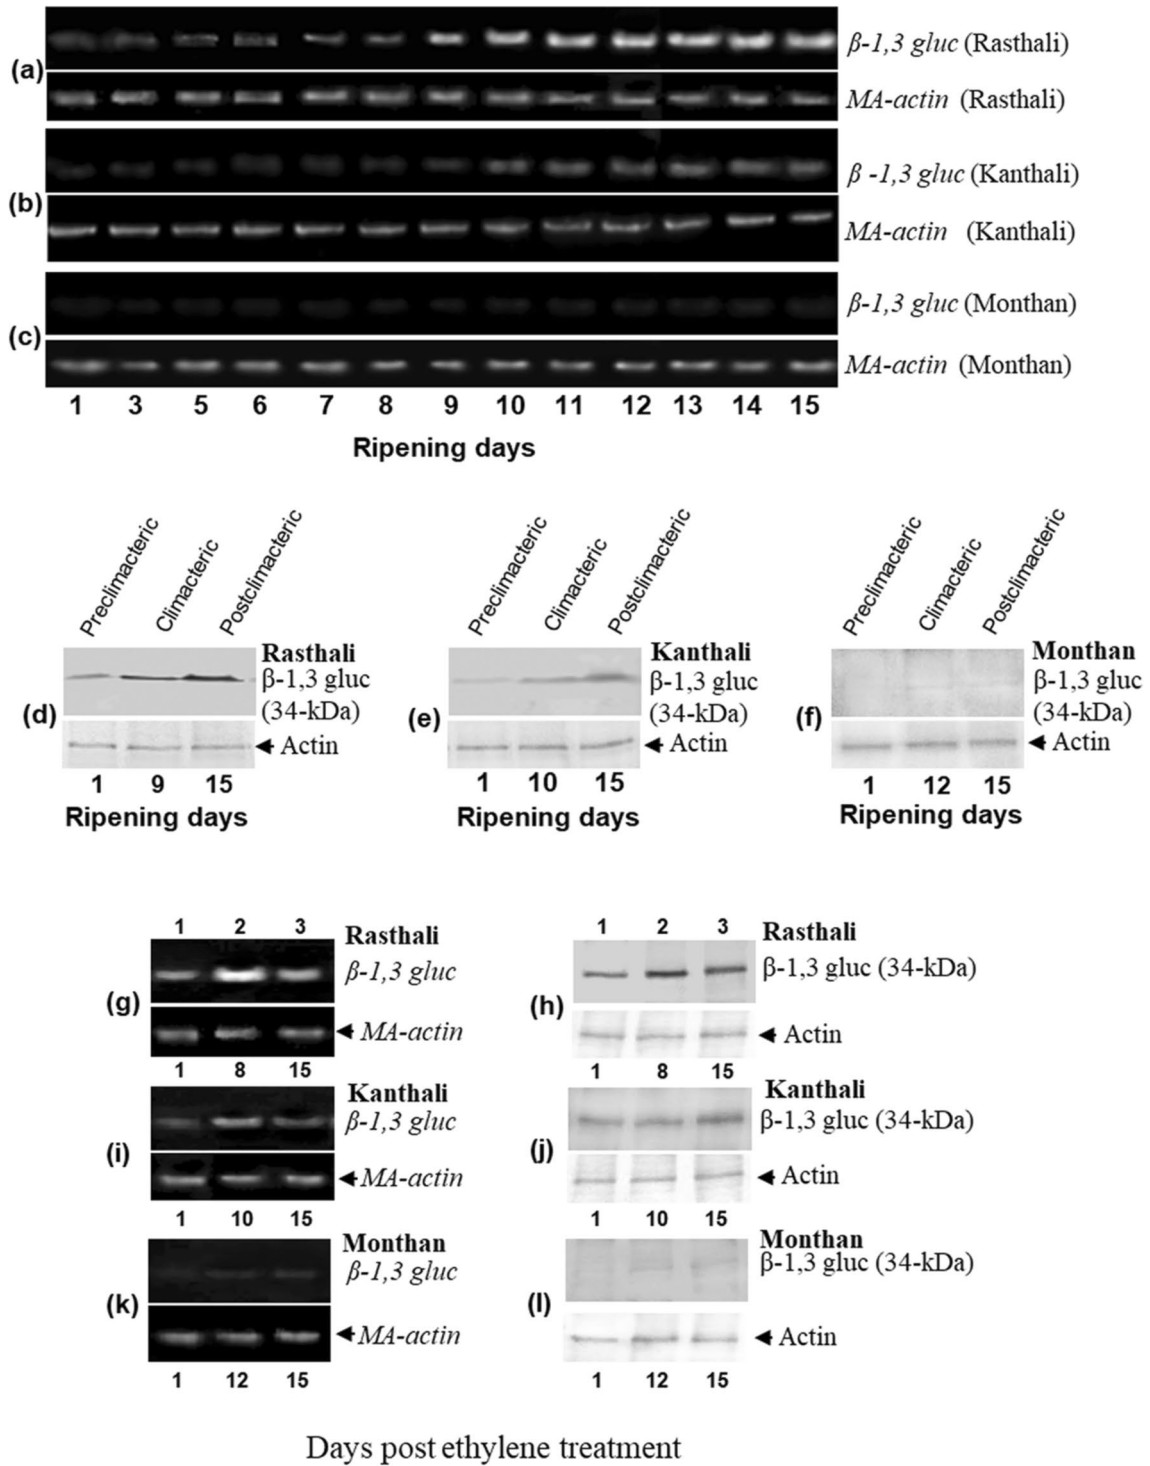 (a)
β-1,3 gluc (Rasthali)
MA-actin (Rasthali)
(b)
β -1,3 gluc (Kanthali)
MA-actin (Kanthali)
(c)
β-1,3 gluc (Monthan)
MA-actin (Monthan)
1 3 5 6 7 8 9 10 11 12 13 14 15
Ripening days
Preclimacteric
Climacteric
Postclimacteric
(d)
Rasthali
β-1,3 gluc
(34-kDa)
Actin
1 9 15
Ripening days
Preclimacteric
Climacteric
Postclimacteric
(e)
Kanthali
β-1,3 gluc
(34-kDa)
Actin
1 10 15
Ripening days
Preclimacteric
Climacteric
Postclimacteric
(f)
Monthan
β-1,3 gluc
(34-kDa)
Actin
1 12 15
Ripening days
1 2 3
Rasthali
β-1,3 gluc
(g)
MA-actin
1 8 15
1 2 3
Rasthali
β-1,3 gluc (34-kDa)
(h)
Actin
1 8 15
Kanthali
β-1,3 gluc
(i)
MA-actin
1 10 15
Kanthali
β-1,3 gluc (34-kDa)
(j)
Actin
1 10 15
Monthan
β-1,3 gluc
(k)
MA-actin
1 12 15
Monthan
β-1,3 gluc (34-kDa)
(l)
Actin
1 12 15
Days post ethylene treatment